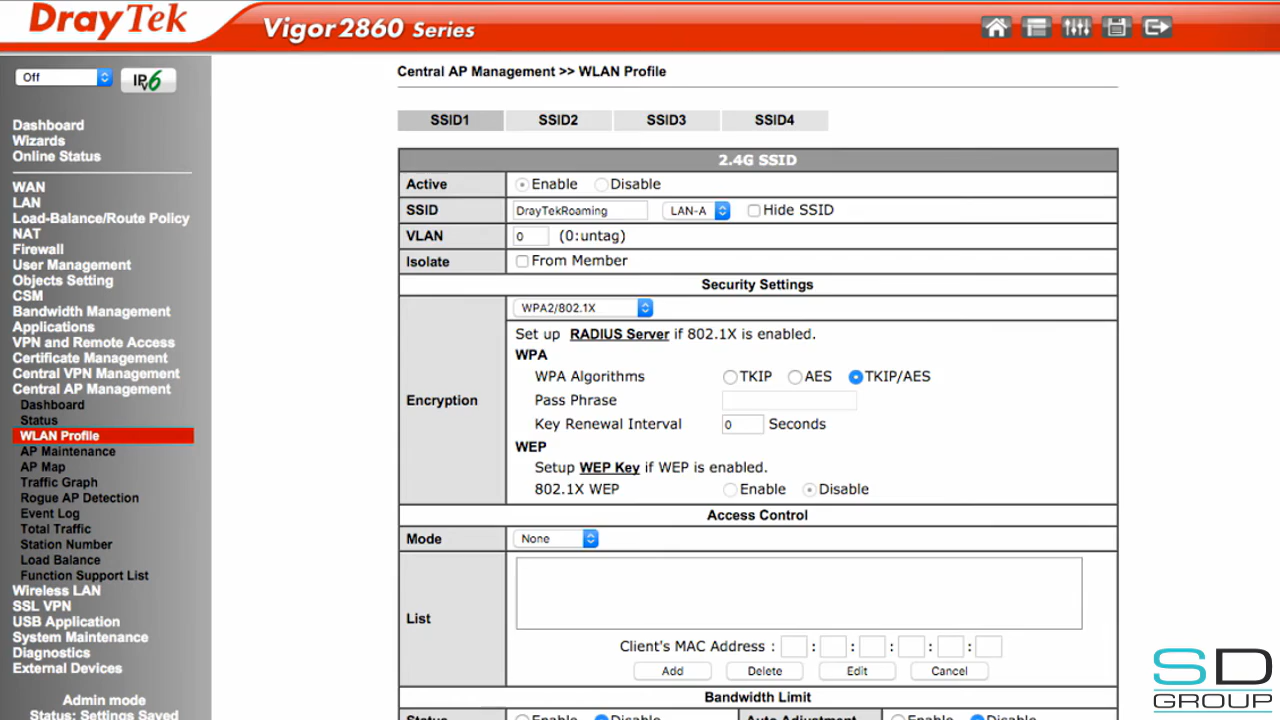 DrayTek
Vigor2860 Series
Off
IPv6
Dashboard
Wizards
Online Status
WAN
LAN
Load-Balance/Route Policy
NAT
Firewall
User Management
Objects Setting
CSM
Bandwidth Management
Applications
VPN and Remote Access
Certificate Management
Central VPN Management
Central AP Management
Dashboard
Status
WLAN Profile
AP Maintenance
AP Map
Traffic Graph
Rogue AP Detection
Event Log
Total Traffic
Station Number
Load Balance
Function Support List
Wireless LAN
SSL VPN
USB Application
System Maintenance
Diagnostics
External Devices
Admin mode
Status: Settings Saved
Central AP Management >> WLAN Profile
SSID1 SSID2 SSID3 SSID4
2.4G SSID
Active Enable Disable
SSID DrayTekRoaming LAN-A Hide SSID
VLAN 0 (0:untag)
Isolate From Member
Security Settings
Encryption
WPA2/802.1X
Set up RADIUS Server if 802.1X is enabled.
WPA
WPA Algorithms TKIP AES TKIP/AES
Pass Phrase
Key Renewal Interval 0 Seconds
WEP
Setup WEP Key if WEP is enabled.
802.1X WEP Enable Disable
Access Control
Mode None
List
Client's MAC Address : : : : : :
Add Delete Edit Cancel
Bandwidth Limit
Status Enable Disable Auto Adjustment Enable Disable
SD
GROUP